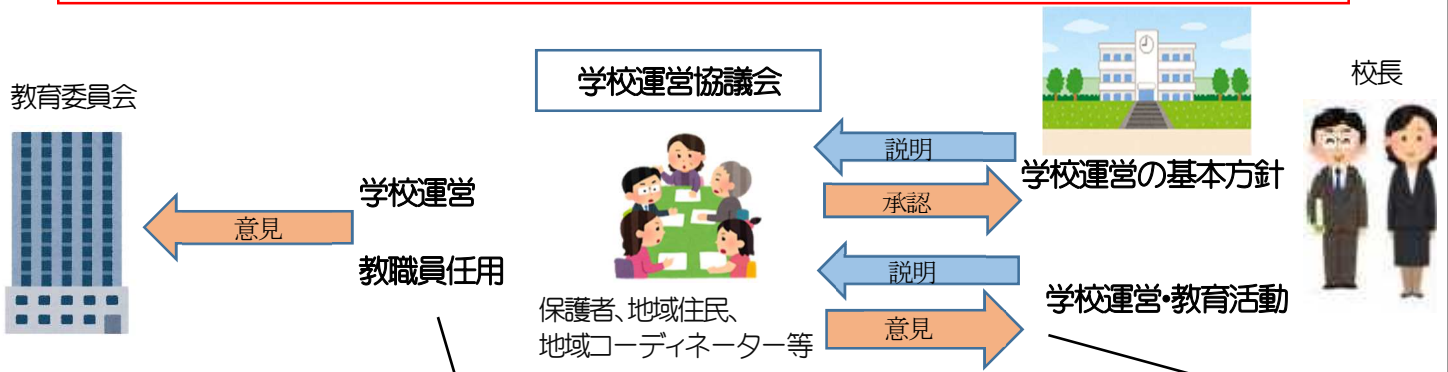 学校運営協議会
校長
教育委員会
説明
学校運営の基本方針
承認
学校運営
意見
教職員任用
説明
学校運営・教育活動
意見
保護者、地域住民、
地域コーディネーター等